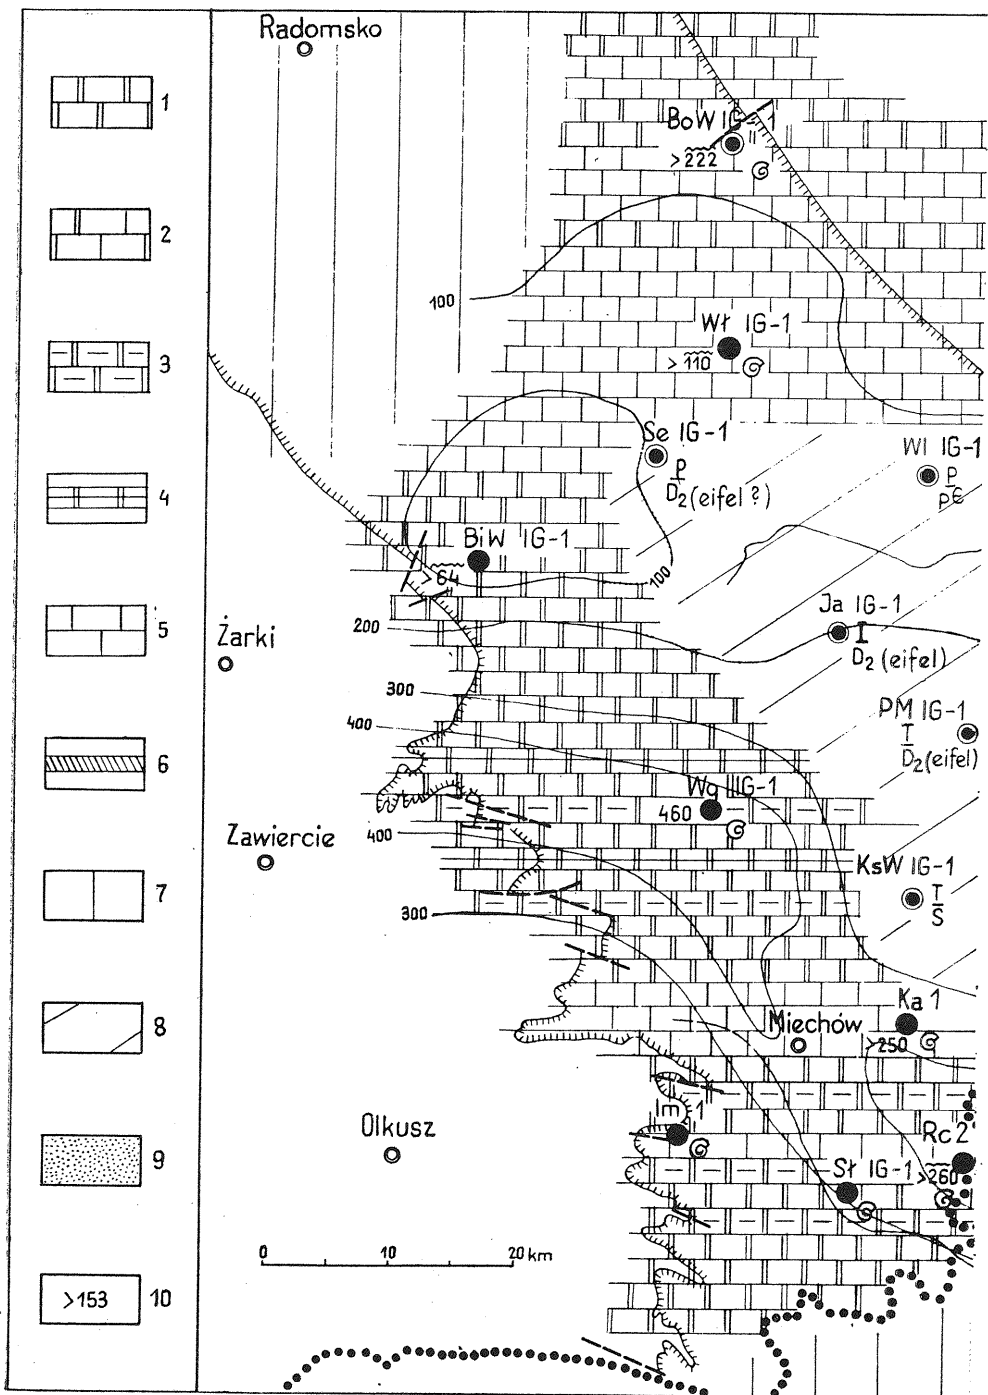 Radomsko
1
BoW IG-1
>222
2
100
Wł IG-1
3
>110
Se IG-1
P
D2(eifel ?)
Wl IG-1
P
p€
4
BiW IG-1
64
100
Ja IG-1
I
D2 (eifel)
5
200
Żarki
300
400
PM IG-1
T
D2(eifel)
6
Wg III G-1
460
Zawiercie
400
KsW IG-1
T
S
7
300
Ka 1
Miechów
>250
8
Im 1
Olkusz
Rc 2
9
Sł IG-1
>260
0
10
20 km
>153
10